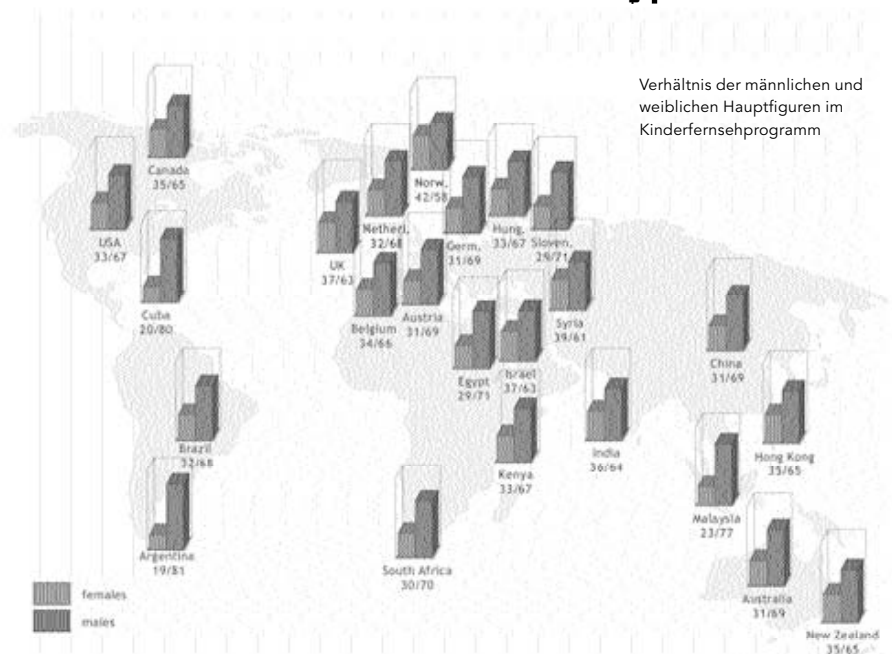 Verhältnis der männlichen und
weiblichen Hauptfiguren im
Kinderfernsehprogramm
Canada
35/65
USA
33/67
Cuba
20/80
Brazil
32/68
Argentina
19/81
Norw.
42/58
Netherl.
32/68
UK
37/63
Germ.
31/69
Hung.
33/67
Sloven.
29/71
Belgium
34/66
Austria
31/69
Syria
39/61
Egypt
29/71
Israel
37/63
Kenya
33/67
South Africa
30/70
India
36/64
China
31/69
Hong Kong
35/65
Malaysia
23/77
Australia
31/69
New Zealand
35/65
females
males